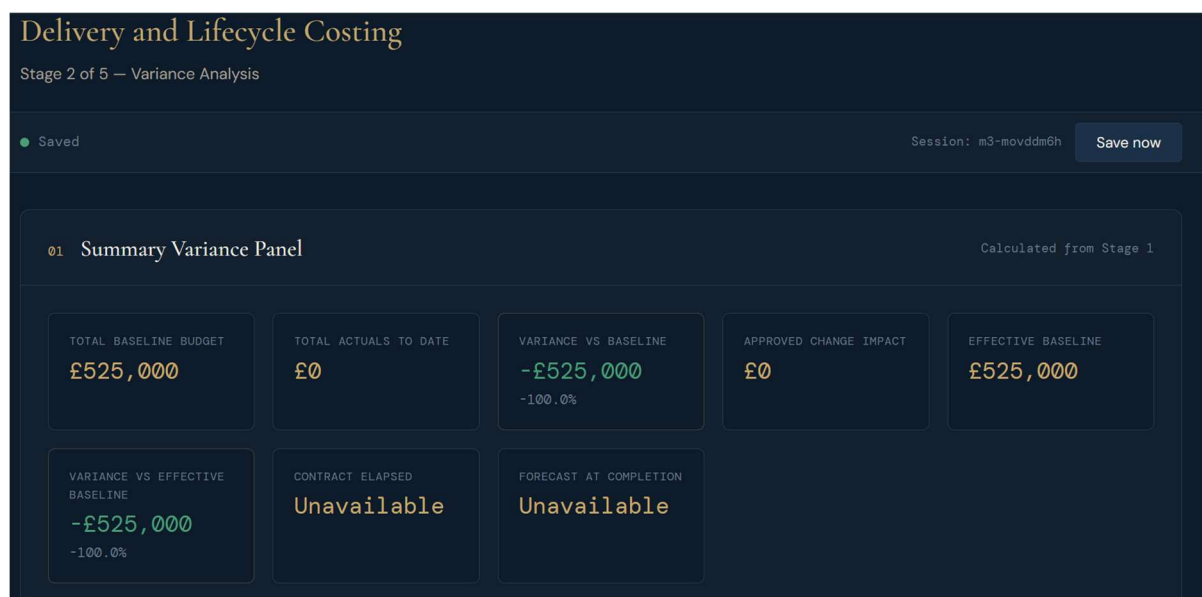 Delivery and Lifecycle Costing
Stage 2 of 5 — Variance Analysis
Saved
Session: m3-movddm6h
Save now
01 Summary Variance Panel
Calculated from Stage 1
TOTAL BASELINE BUDGET
£525,000
TOTAL ACTUALS TO DATE
£0
VARIANCE VS BASELINE
-£525,000
-100.0%
APPROVED CHANGE IMPACT
£0
EFFECTIVE BASELINE
£525,000
VARIANCE VS EFFECTIVE
BASELINE
-£525,000
-100.0%
CONTRACT ELAPSED
Unavailable
FORECAST AT COMPLETION
Unavailable